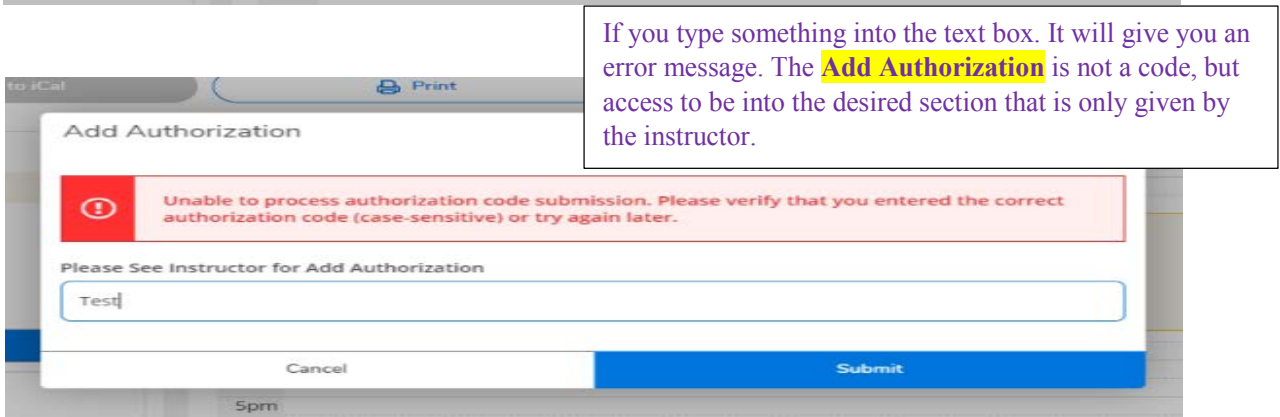 If you type something into the text box. It will give you an
error message. The Add Authorization is not a code, but
access to be into the desired section that is only given by
the instructor.
to iCal
Print
Add Authorization
Unable to process authorization code submission. Please verify that you entered the correct
authorization code (case-sensitive) or try again later.
Please See Instructor for Add Authorization
Test
Cancel
Submit
5pm